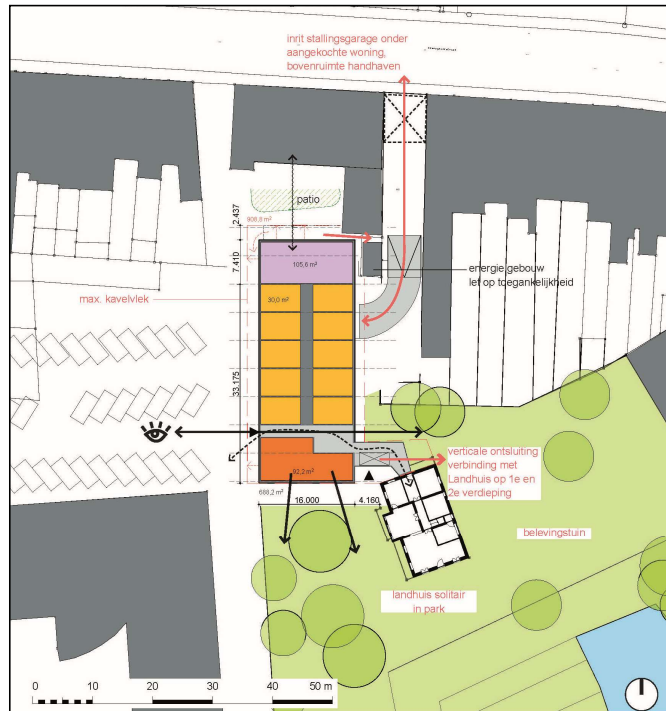 inrit stallingsgarage onder
aangekochte woning,
bovenruimte handhaven
patio
2.437
908,8 m²
7.410
105,6 m²
energie gebouw
let op toegankelijkheid
max. kavelvlek
30,0 m²
33.175
verticale ontsluiting
verbinding met
Landhuis op 1e en
2e verdieping
92,2 m²
688,2 m²
16.000
4.160
belevingstuin
landhuis solitair
in park
0 10 20 30 40 50 m